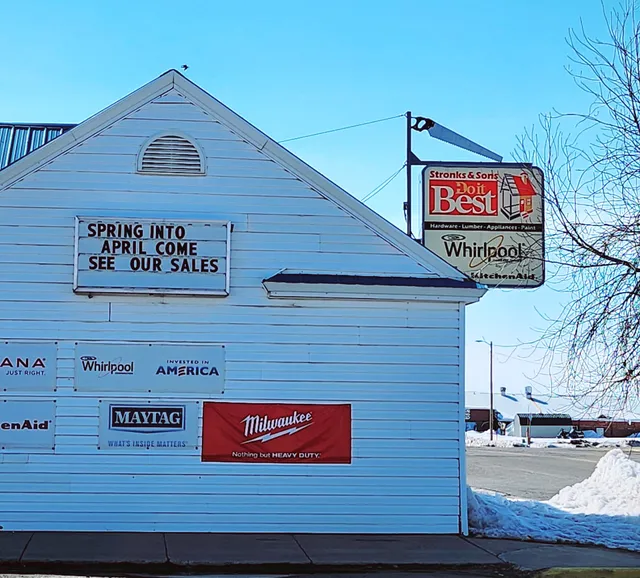 Stronks & Sons
Do it
Best
Hardware - Lumber - Appliances - Paint
Whirlpool
KitchenAid
SPRING INTO
APRIL COME
SEE OUR SALES
ANA
JUST RIGHT.
Whirlpool
INVESTED IN
AMERICA
enAid
MAYTAG
WHAT'S INSIDE MATTERS
Milwaukee
Nothing but HEAVY DUTY.